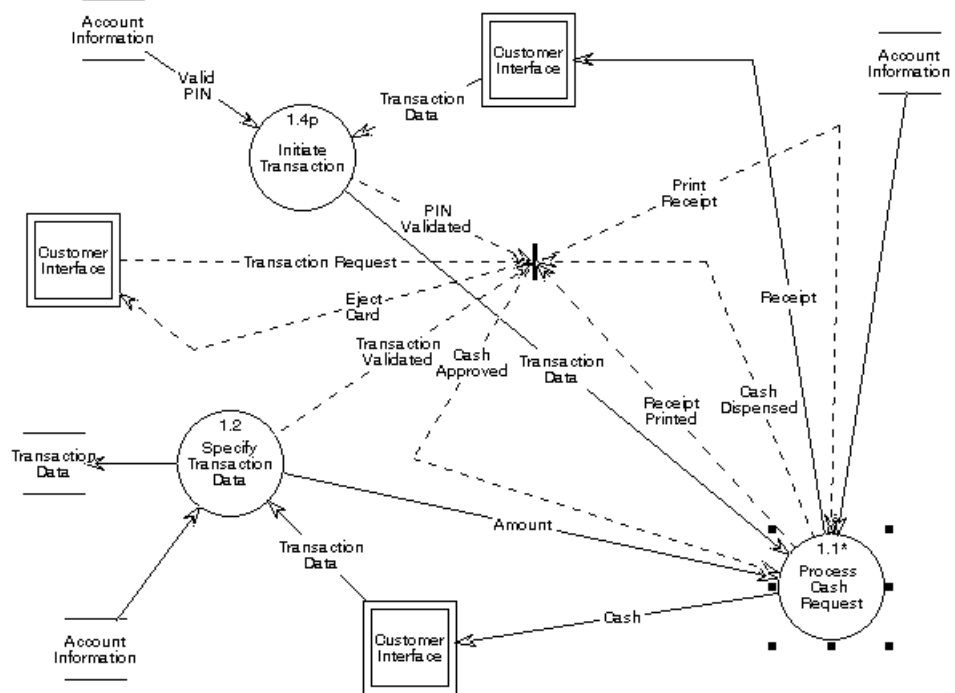 Account
Information
Customer
Interface
Account
Information
Valid
PIN
Transaction
Data
1.4p
Initiate
Transaction
Print
Receipt
PIN
Validated
Customer
Interface
Transaction Request
Eject
Card
Receipt
Transaction
Validated
Cash
Approved
Transaction
Data
Cash
Dispensed
Receipt
Printed
1.2
Specify
Transaction
Data
Transaction
Data
Amount
Transaction
Data
1.1*
Process
Cash
Request
Cash
Account
Information
Customer
Interface